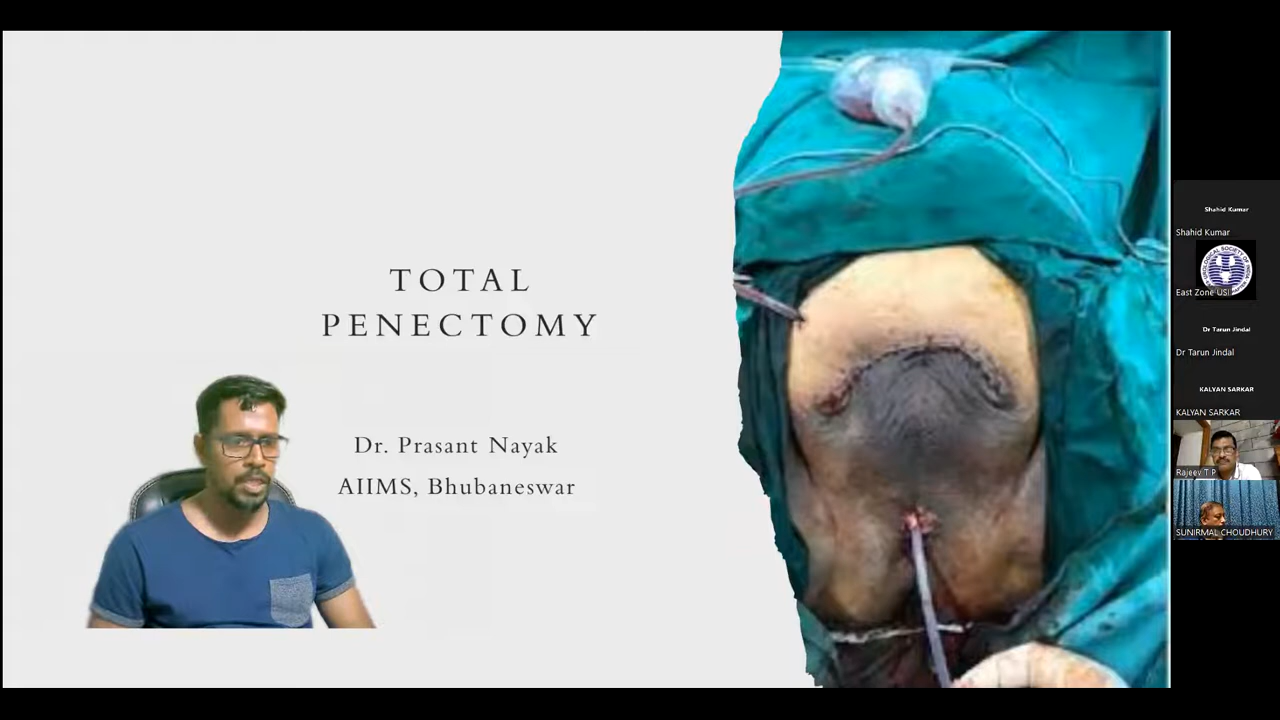 TOTAL
PENECTOMY
Dr. Prasant Nayak
AIIMS, Bhubaneswar
Shahid Kumar
Shahid Kumar
East Zone USI
Dr Tarun Jindal
Dr Tarun Jindal
KALYAN SARKAR
KALYAN SARKAR
Rajeev T P
SUNIRMAL CHOUDHURY